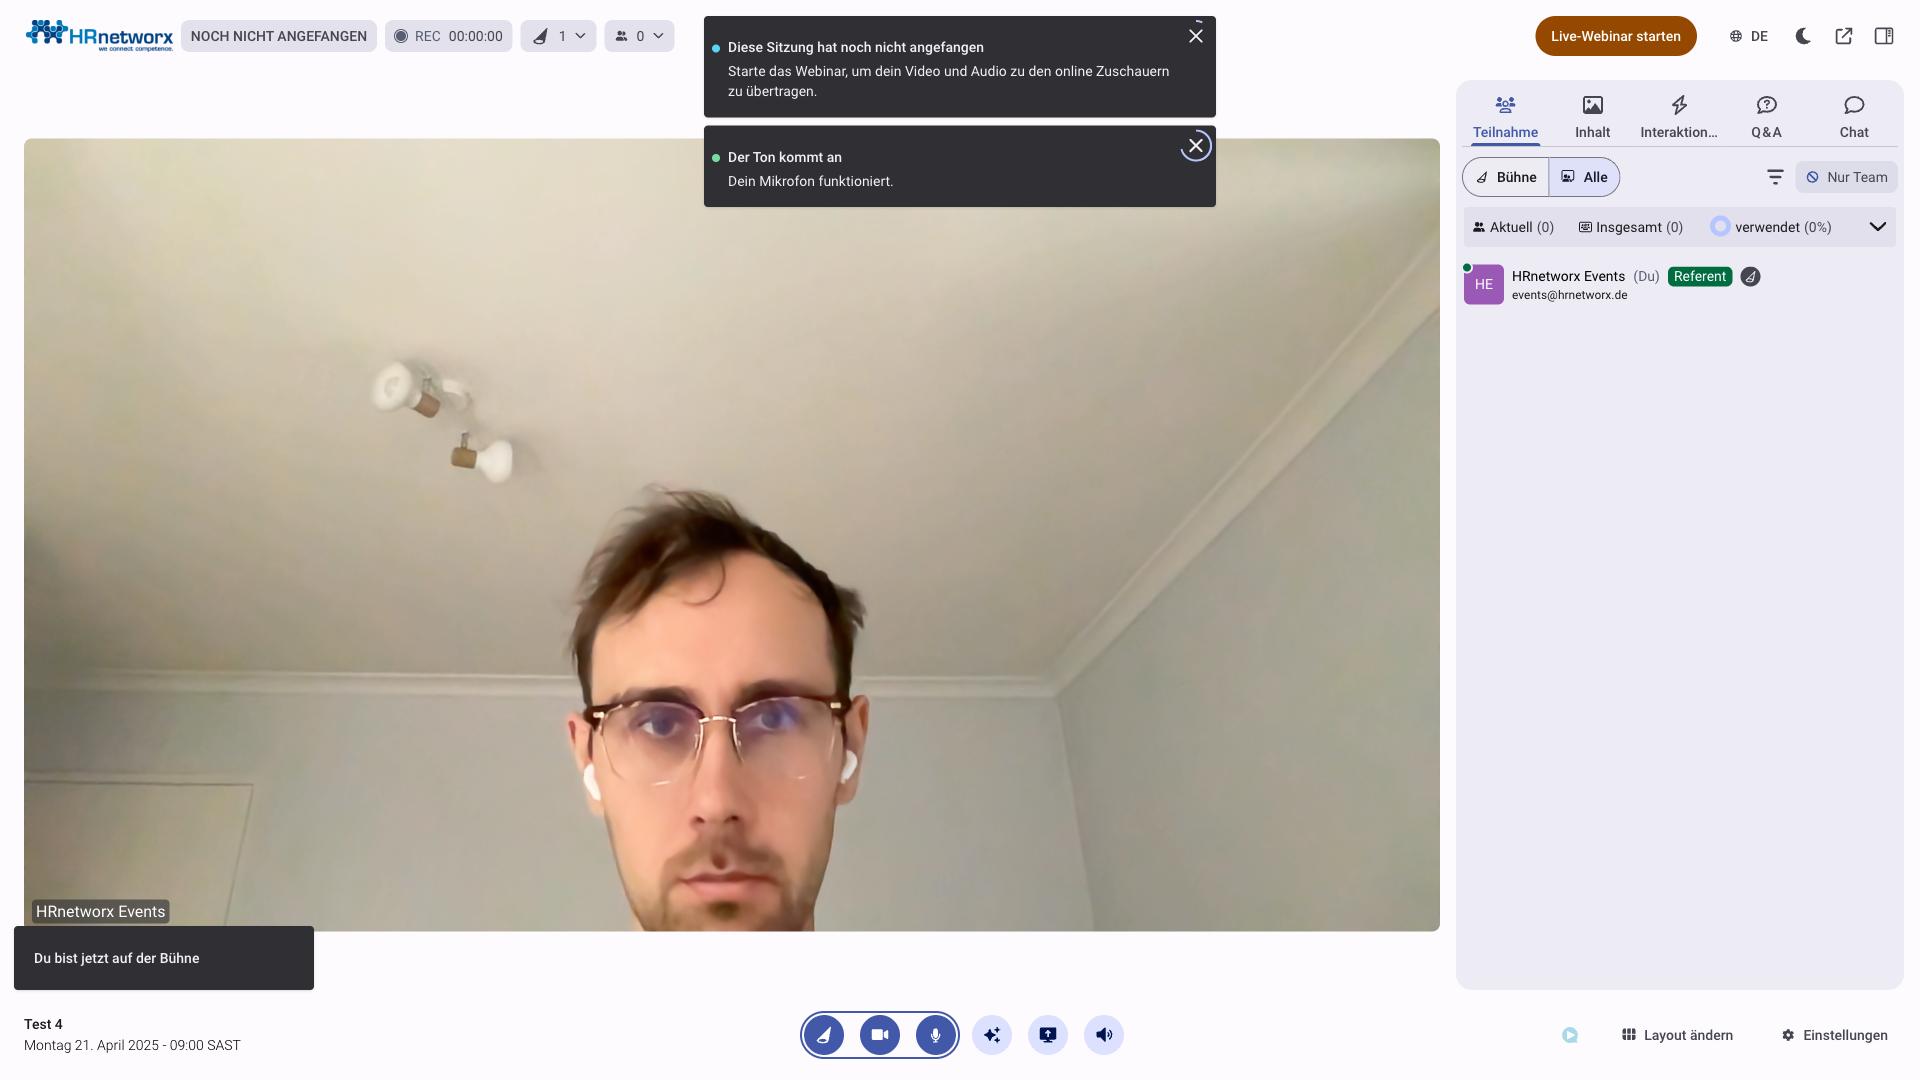 HRnetworx
we connect competence.
NOCH NICHT ANGEFANGEN
REC 00:00:00
1
0
Diese Sitzung hat noch nicht angefangen
Starte das Webinar, um dein Video und Audio zu den online Zuschauern
zu übertragen.
Der Ton kommt an
Dein Mikrofon funktioniert.
Live-Webinar starten
DE
Teilnahme
Inhalt
Interaktion...
Q&A
Chat
Bühne
Alle
Nur Team
Aktuell (0)
Insgesamt (0)
verwendet (0%)
HE
HRnetworx Events (Du) Referent
events@hrnetworx.de
HRnetworx Events
Du bist jetzt auf der Bühne
Test 4
Montag 21. April 2025 - 09:00 SAST
Layout ändern
Einstellungen